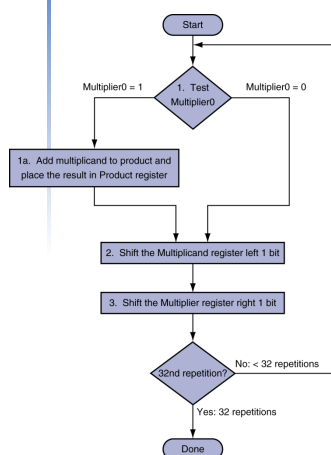 Start
1. Test
Multiplier0
Multiplier0 = 1
Multiplier0 = 0
1a. Add multiplicand to product and
place the result in Product register
2. Shift the Multiplicand register left 1 bit
3. Shift the Multiplier register right 1 bit
32nd repetition?
No: < 32 repetitions
Yes: 32 repetitions
Done